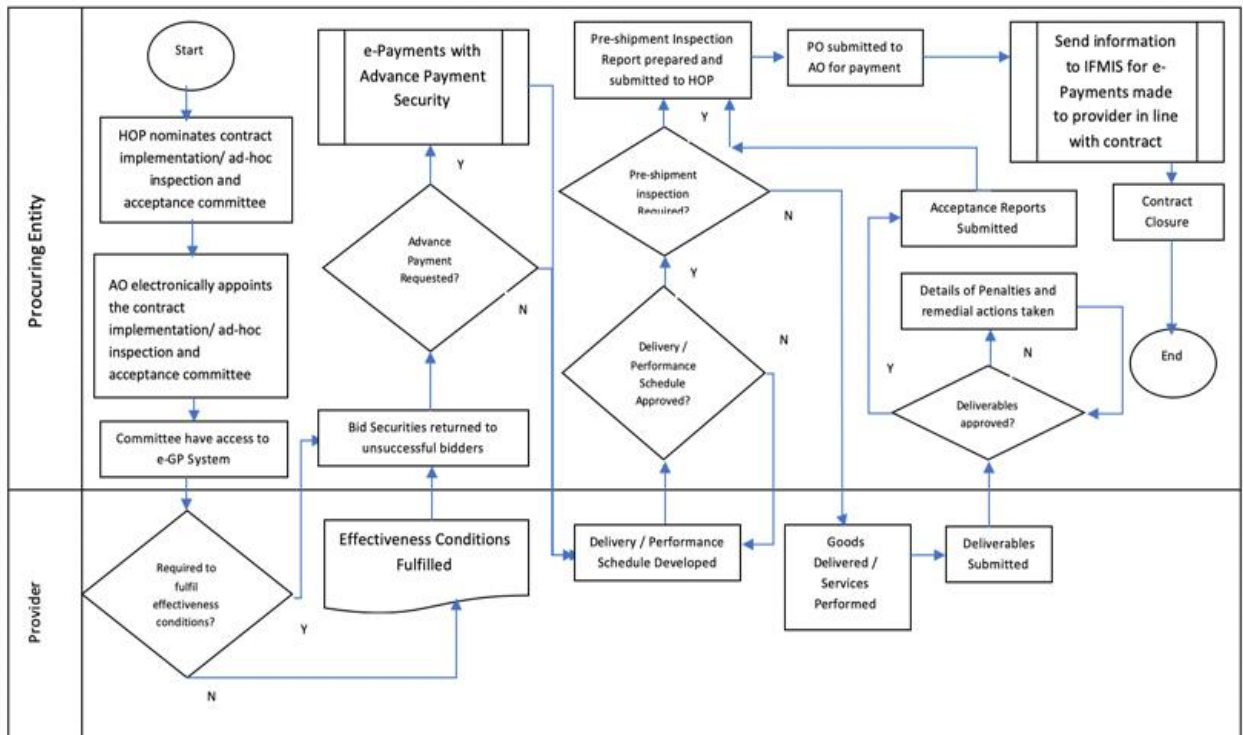 Procuring Entity
Start
HOP nominates contract
implementation/ ad-hoc
inspection and
acceptance committee
AO electronically appoints
the contract
implementation/ ad-hoc
inspection and
acceptance committee
Committee have access to
e-GP System
e-Payments with
Advance Payment
Security
Y
Advance
Payment
Requested?
N
Bid Securities returned to
unsuccessful bidders
Pre-shipment Inspection
Report prepared and
submitted to HOP
Y
Pre-shipment
inspection
Required?
N
Y
Delivery /
Performance
Schedule
Approved?
N
PO submitted to
AO for payment
Send information
to IFMIS for e-
Payments made
to provider in line
with contract
Acceptance Reports
Submitted
Contract
Closure
Details of Penalties and
remedial actions taken
Y
N
Deliverables
approved?
End
Provider
Required to
fulfil
effectiveness
conditions?
Y
N
Effectiveness Conditions
Fulfilled
Delivery / Performance
Schedule Developed
Goods
Delivered /
Services
Performed
Deliverables
Submitted